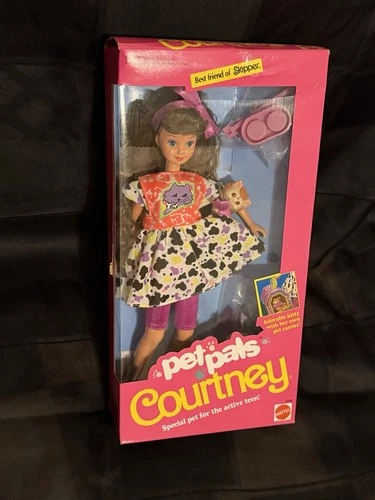 Courtney
Best friend of Skipper
Adorable kitty
with her own
pet carrier!
pet pals
Courtney
Special pet for the active teen!
MATTEL